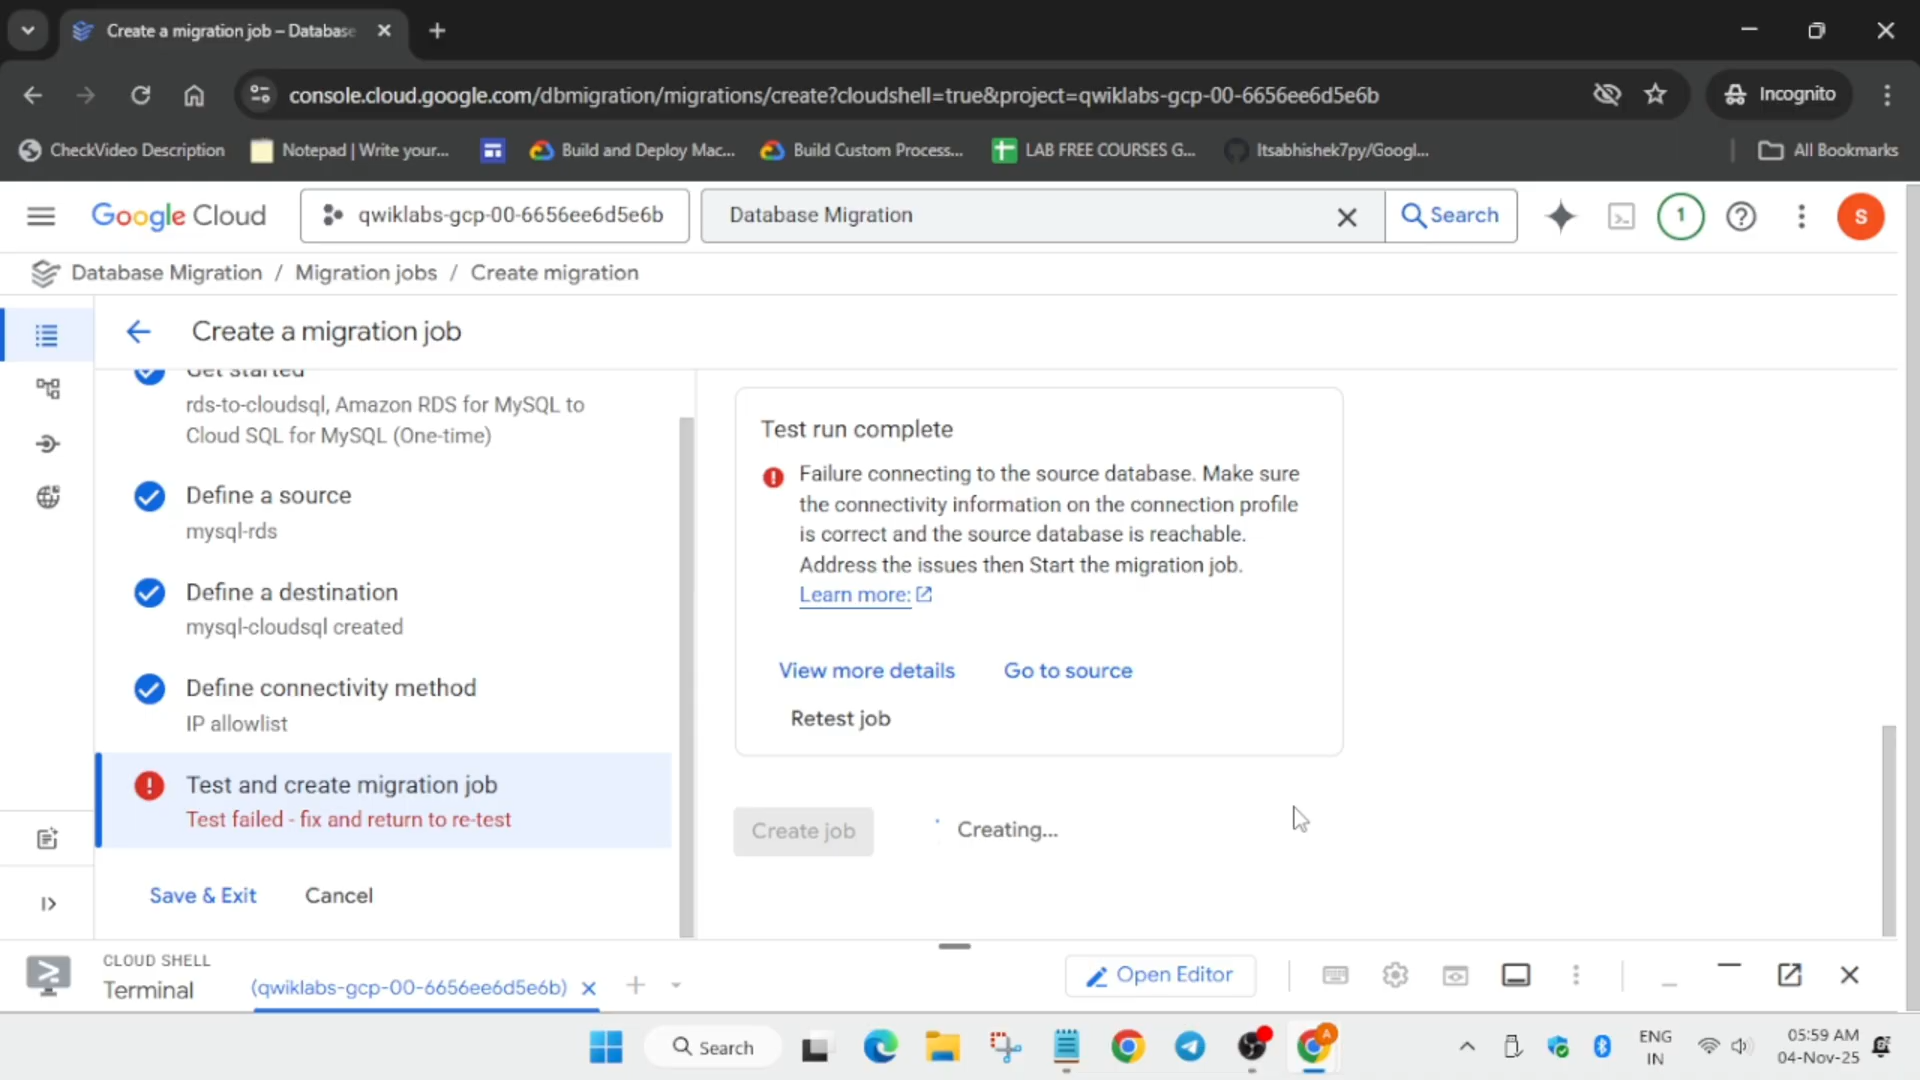 Create a migration job – Database
console.cloud.google.com/dbmigration/migrations/create?cloudshell=true&project=qwiklabs-gcp-00-6656ee6d5e6b
Incognito
CheckVideo Description
Notepad | Write your...
Build and Deploy Mac...
Build Custom Process...
LAB FREE COURSES G...
Itsabhishek7py/Googl...
All Bookmarks
Google Cloud
qwiklabs-gcp-00-6656ee6d5e6b
Database Migration
Search
1
S
Database Migration / Migration jobs / Create migration
Create a migration job
Get started
rds-to-cloudsql, Amazon RDS for MySQL to
Cloud SQL for MySQL (One-time)
Define a source
mysql-rds
Define a destination
mysql-cloudsql created
Define connectivity method
IP allowlist
Test and create migration job
Test failed - fix and return to re-test
Save & Exit
Cancel
Test run complete
Failure connecting to the source database. Make sure
the connectivity information on the connection profile
is correct and the source database is reachable.
Address the issues then Start the migration job.
Learn more:
View more details
Go to source
Retest job
Create job
Creating...
CLOUD SHELL
Terminal
(qwiklabs-gcp-00-6656ee6d5e6b)
Open Editor
Search
A
ENG
IN
05:59 AM
04-Nov-25